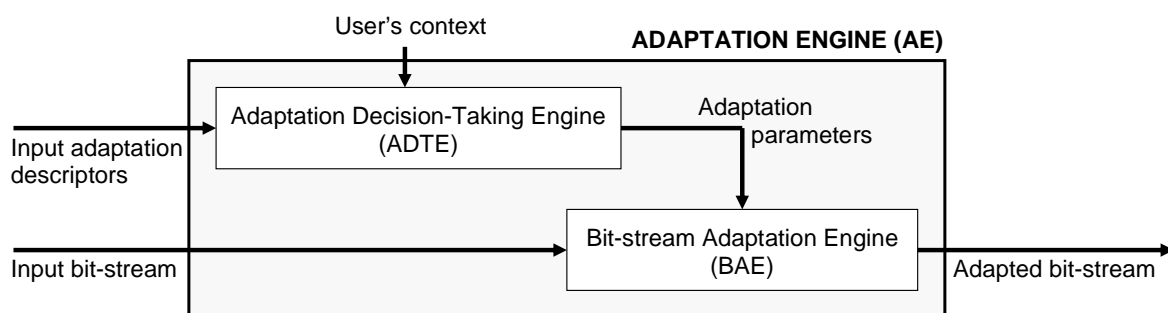 User's context
ADAPTATION ENGINE (AE)
Adaptation Decision-Taking Engine
(ADTE)
Adaptation
parameters
Input adaptation
descriptors
Bit-stream Adaptation Engine
(BAE)
Input bit-stream
Adapted bit-stream